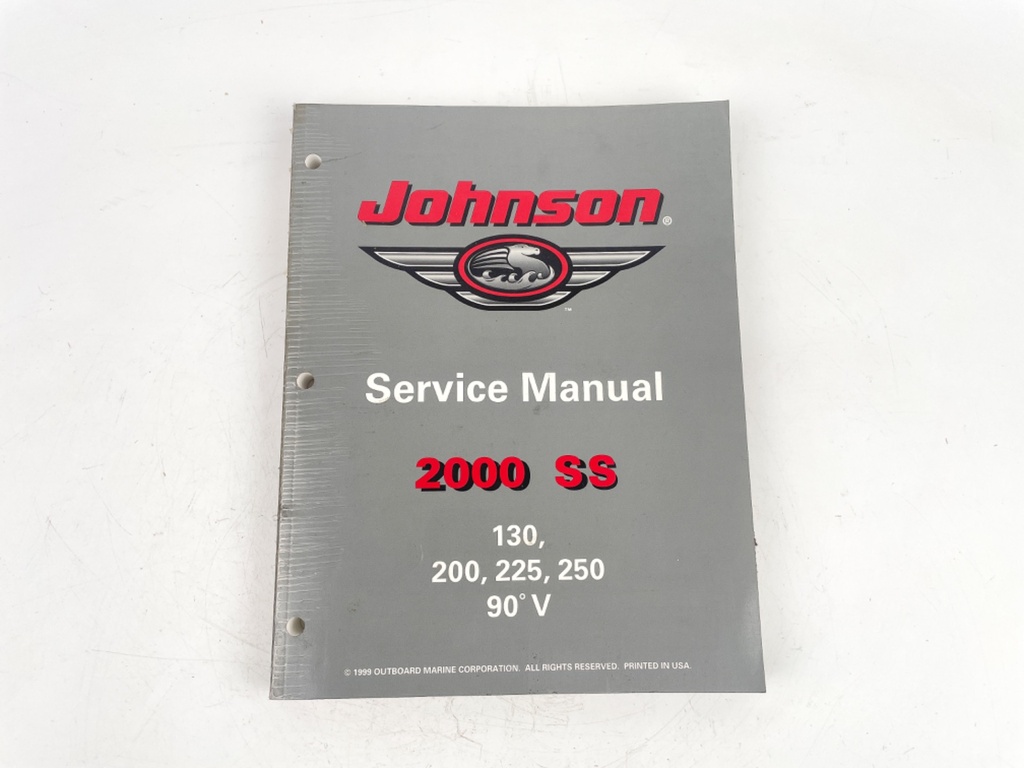 Johnson®
™
Service Manual
2000 SS
130,
200, 225, 250
90° V
© 1999 OUTBOARD MARINE CORPORATION. ALL RIGHTS RESERVED. PRINTED IN USA.